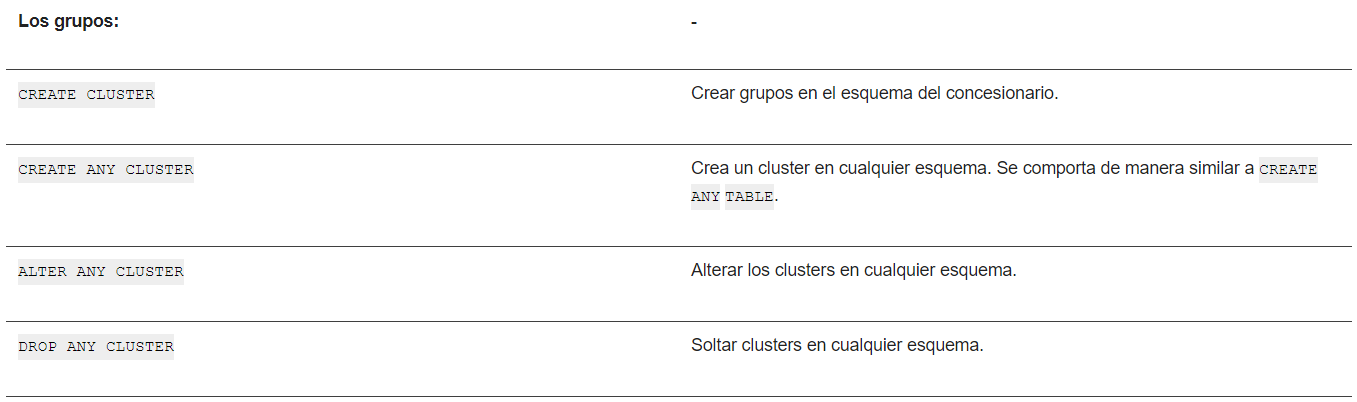 Los grupos: -
CREATE CLUSTER Crear grupos en el esquema del concesionario.
CREATE ANY CLUSTER Crea un cluster en cualquier esquema. Se comporta de manera similar a CREATE
ANY TABLE.
ALTER ANY CLUSTER Alterar los clusters en cualquier esquema.
DROP ANY CLUSTER Soltar clusters en cualquier esquema.